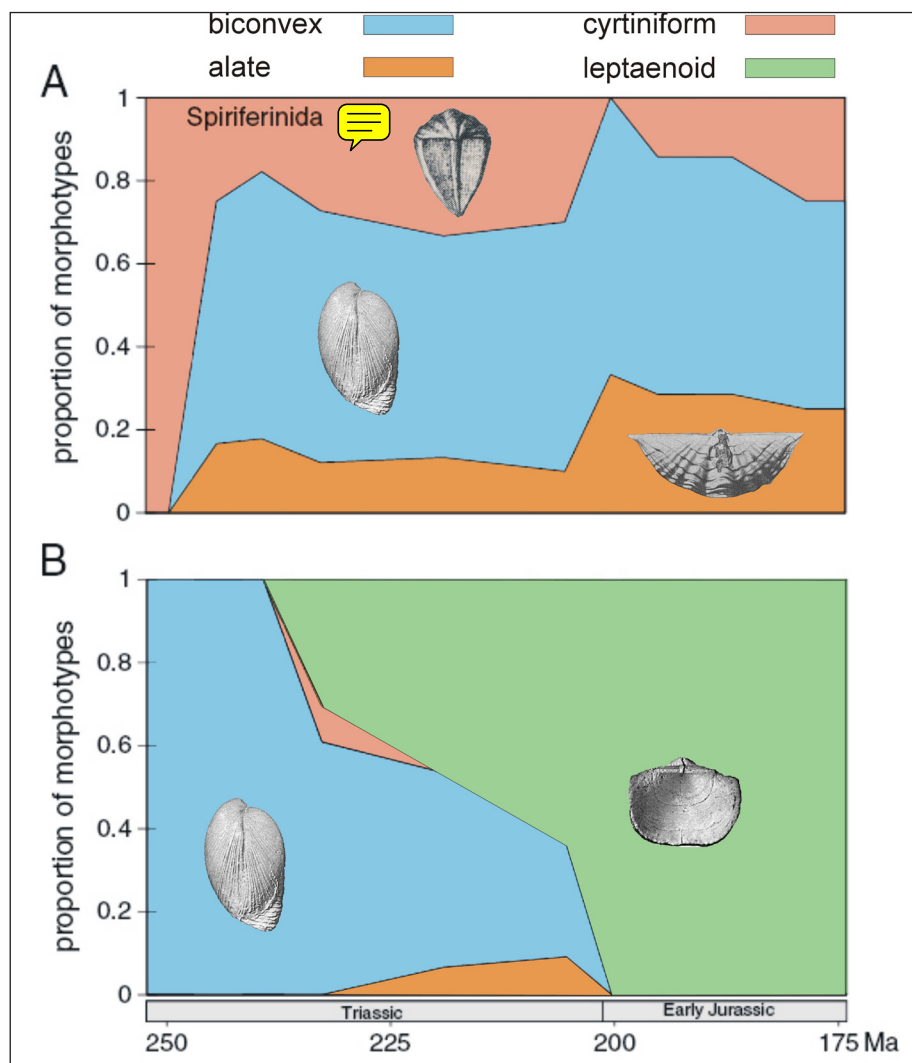 biconvex cyrtiniform
alate leptaenoid
A
Spiriferinida
proportion of morphotypes
1
0.8
0.6
0.4
0.2
0
B
proportion of morphotypes
1
0.8
0.6
0.4
0.2
0
Triassic Early Jurassic
250 225 200 175 Ma